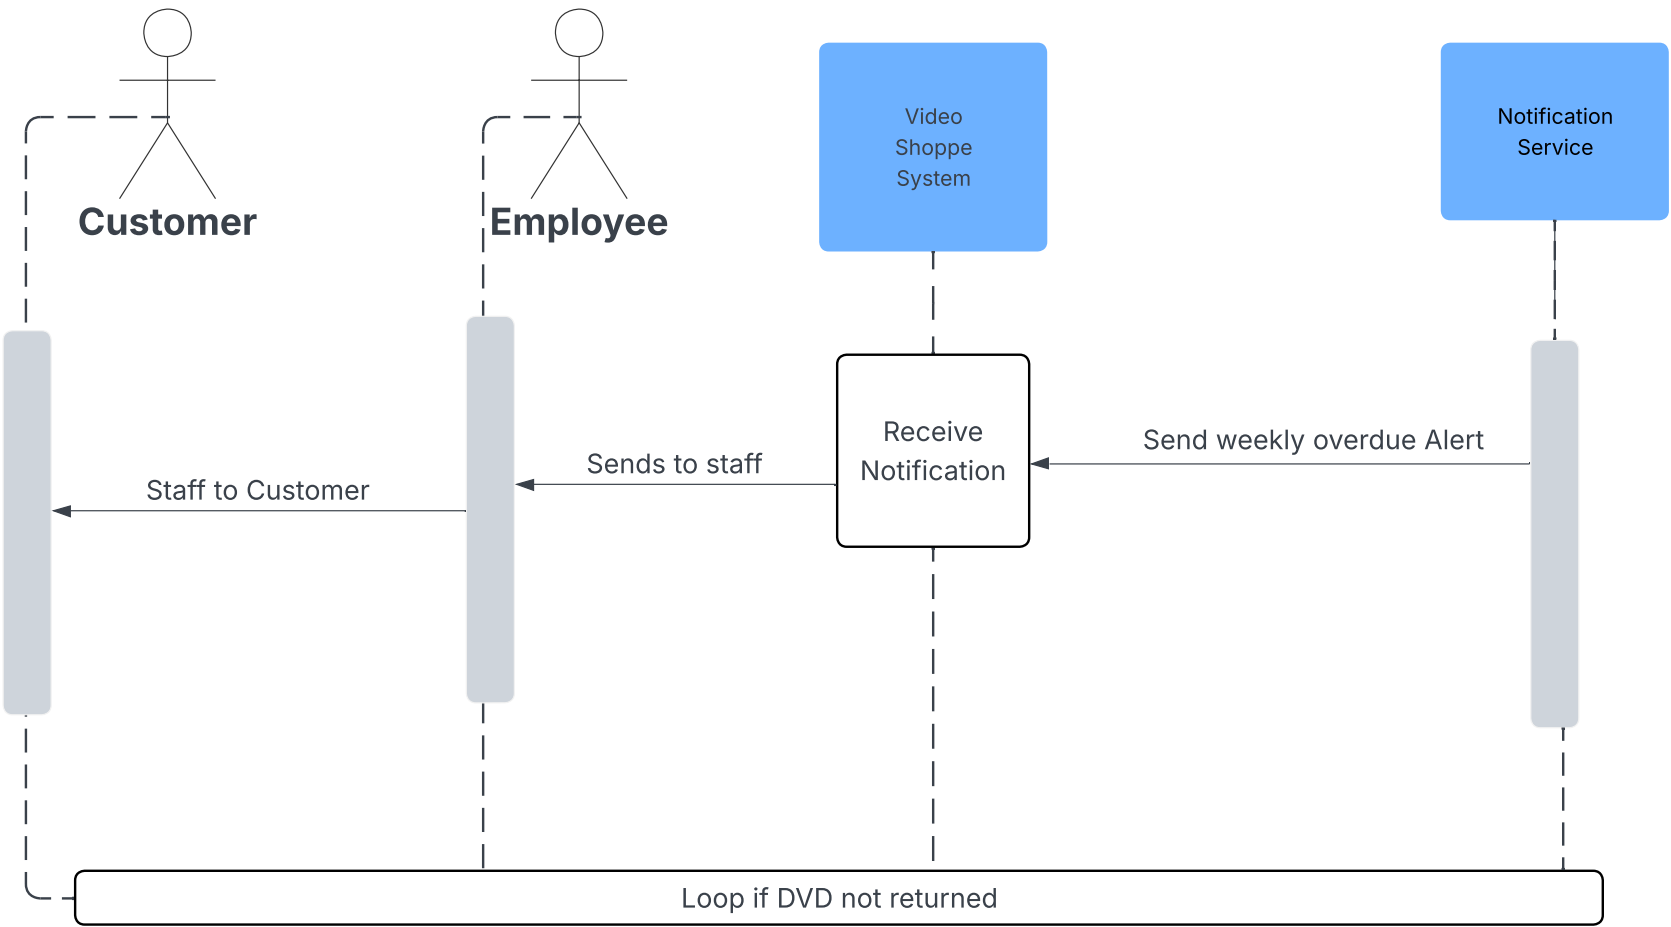 Customer
Employee
Video
Shoppe
System
Notification
Service
Receive
Notification
Send weekly overdue Alert
Sends to staff
Staff to Customer
Loop if DVD not returned